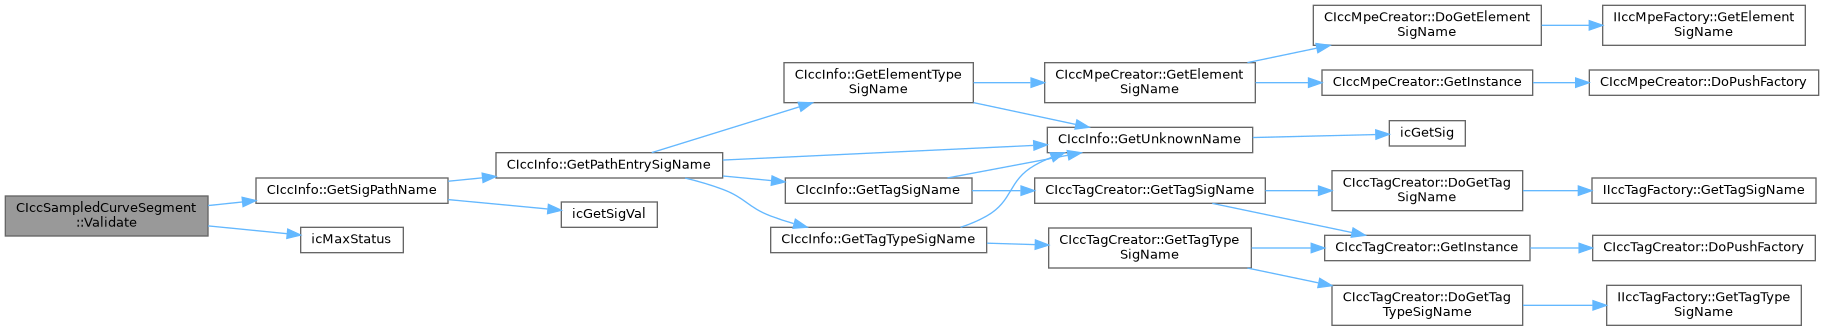 CIccSampledCurveSegment
::Validate
CIccInfo::GetSigPathName
icMaxStatus
CIccInfo::GetPathEntrySigName
icGetSigVal
CIccInfo::GetElementType
SigName
CIccInfo::GetTagSigName
CIccInfo::GetTagTypeSigName
CIccMpeCreator::GetElement
SigName
CIccInfo::GetUnknownName
CIccTagCreator::GetTagSigName
CIccTagCreator::GetTagType
SigName
CIccMpeCreator::DoGetElement
SigName
CIccMpeCreator::GetInstance
icGetSig
CIccTagCreator::DoGetTag
SigName
CIccTagCreator::GetInstance
CIccTagCreator::DoGetTag
TypeSigName
IIccMpeFactory::GetElement
SigName
CIccMpeCreator::DoPushFactory
IIccTagFactory::GetTagSigName
CIccTagCreator::DoPushFactory
IIccTagFactory::GetTagType
SigName